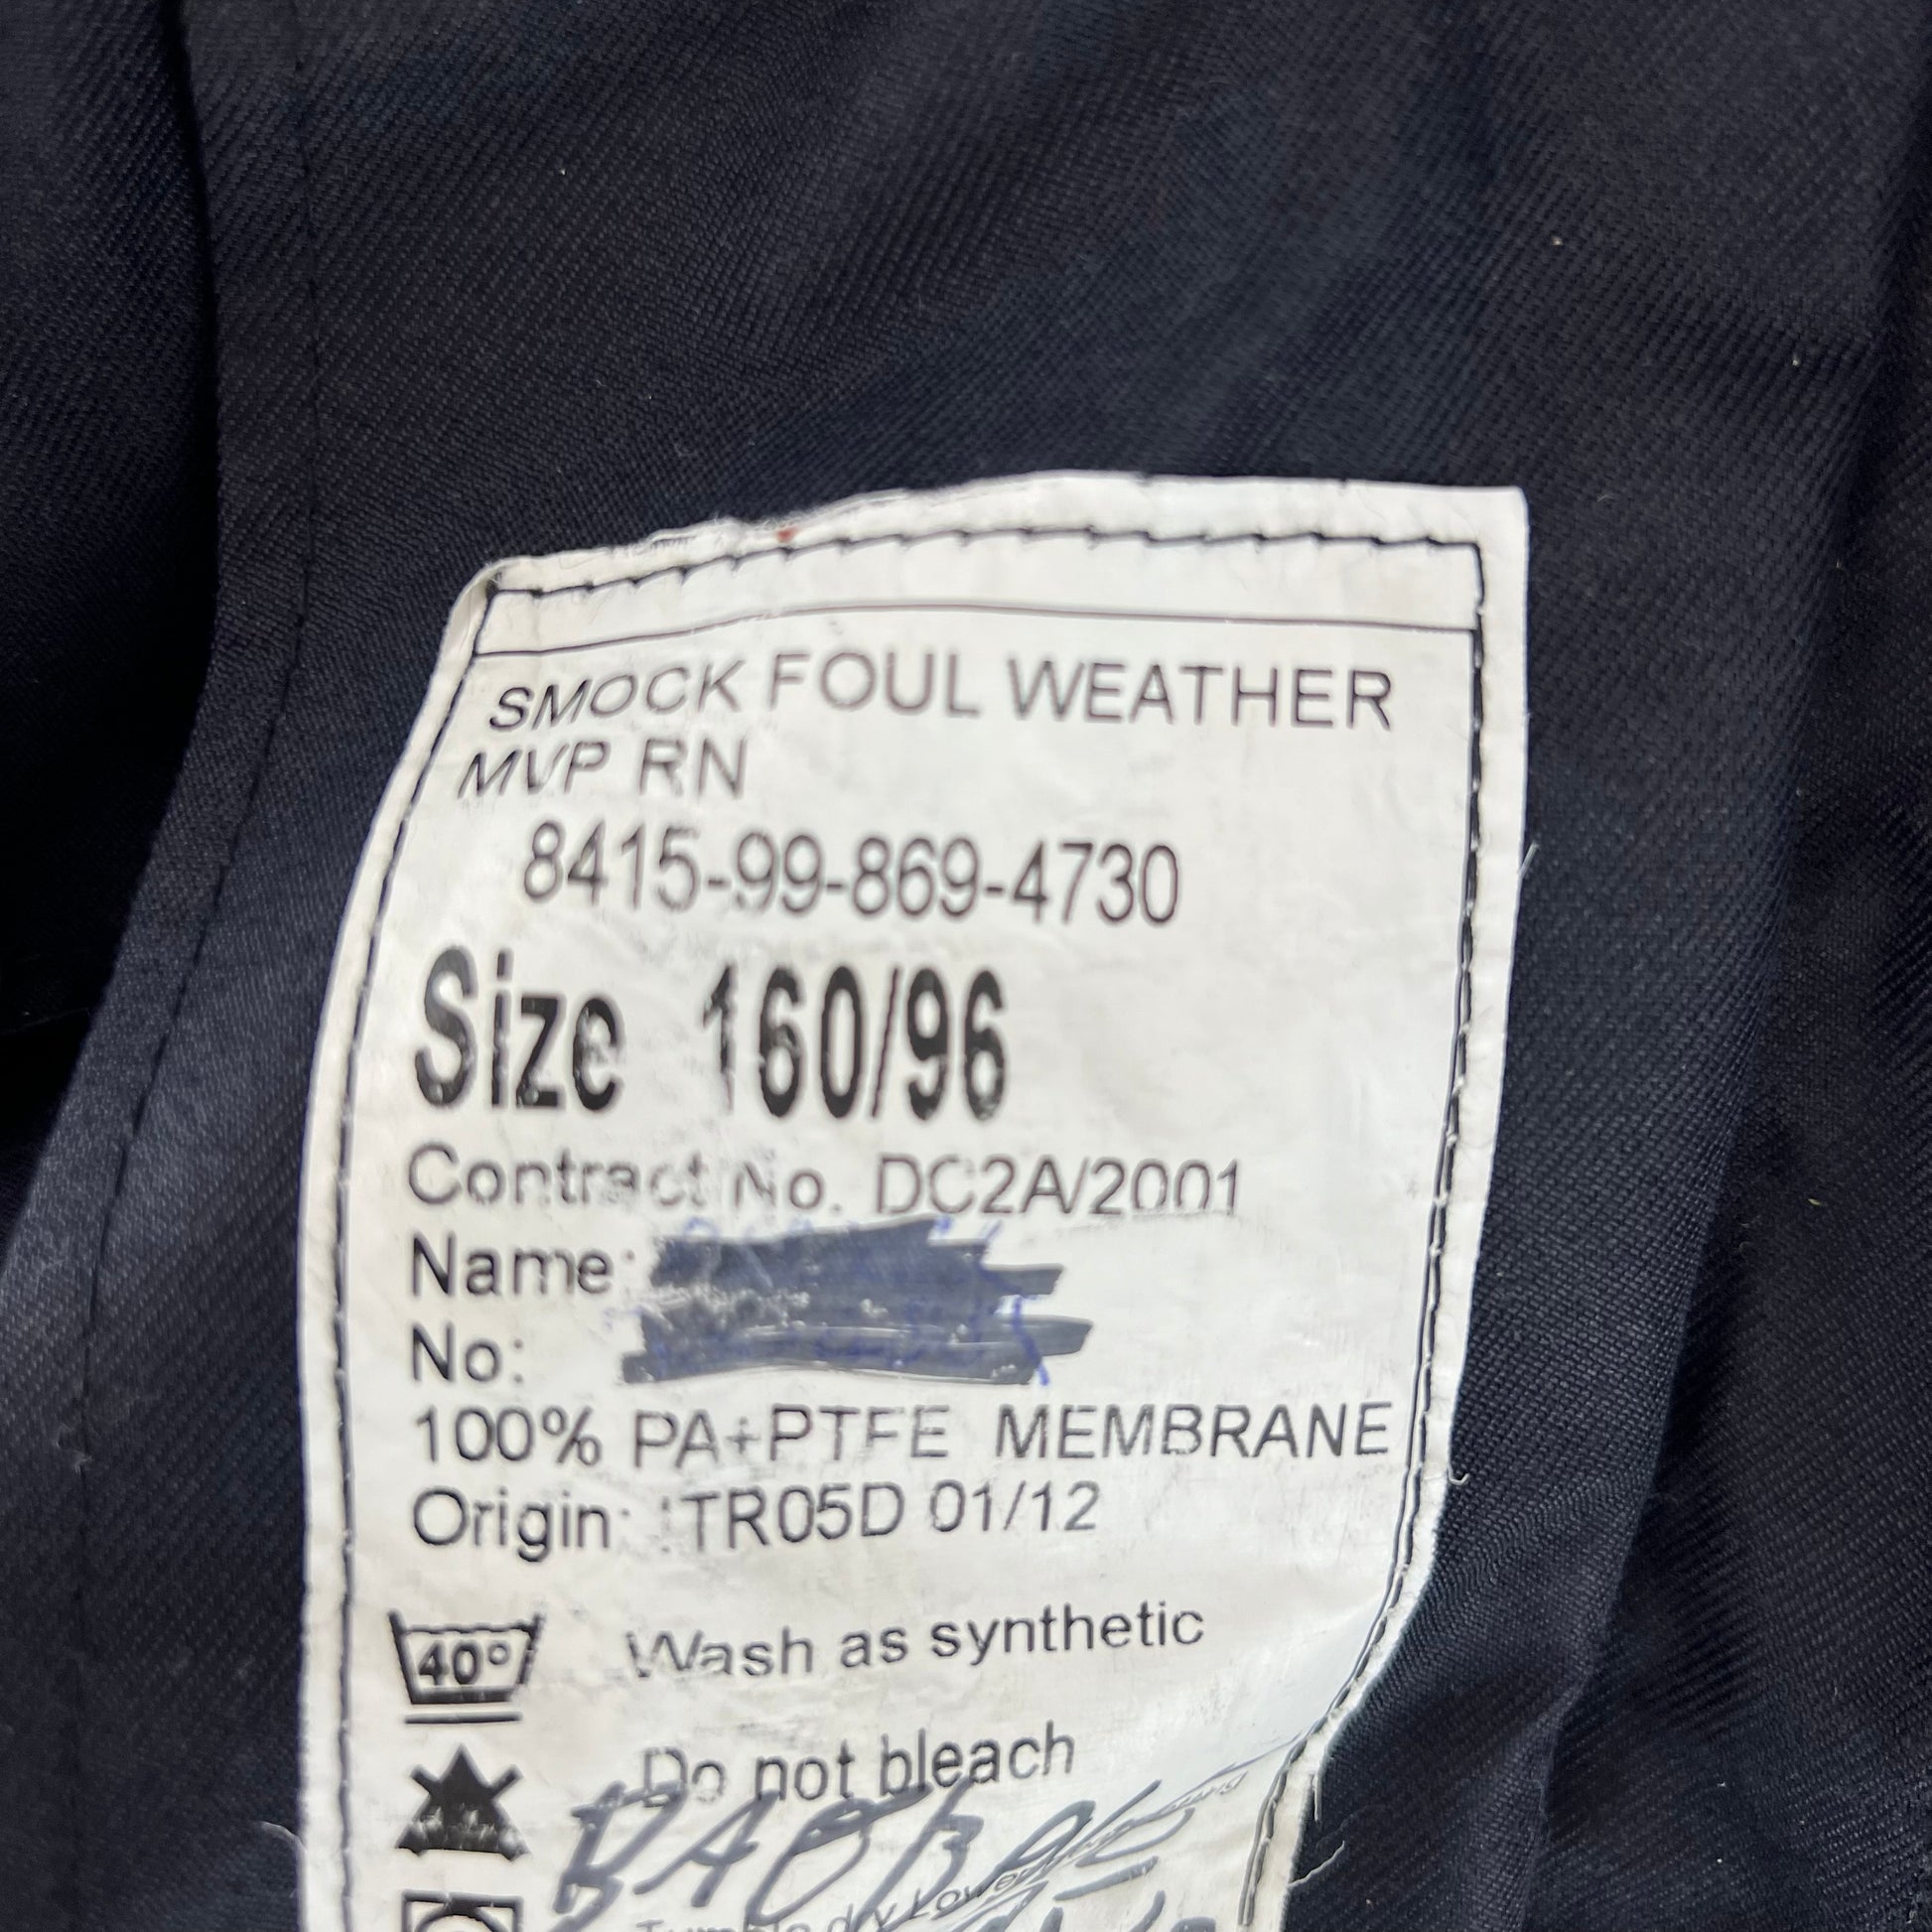 SMOCK FOUL WEATHER
MVP RN
8415-99-869-4730
Size 160/96
Contract No. DC2A/2001
Name:
No:
100% PA+PTFE MEMBRANE
Origin: TR05D 01/12
40° Wash as synthetic
Do not bleach